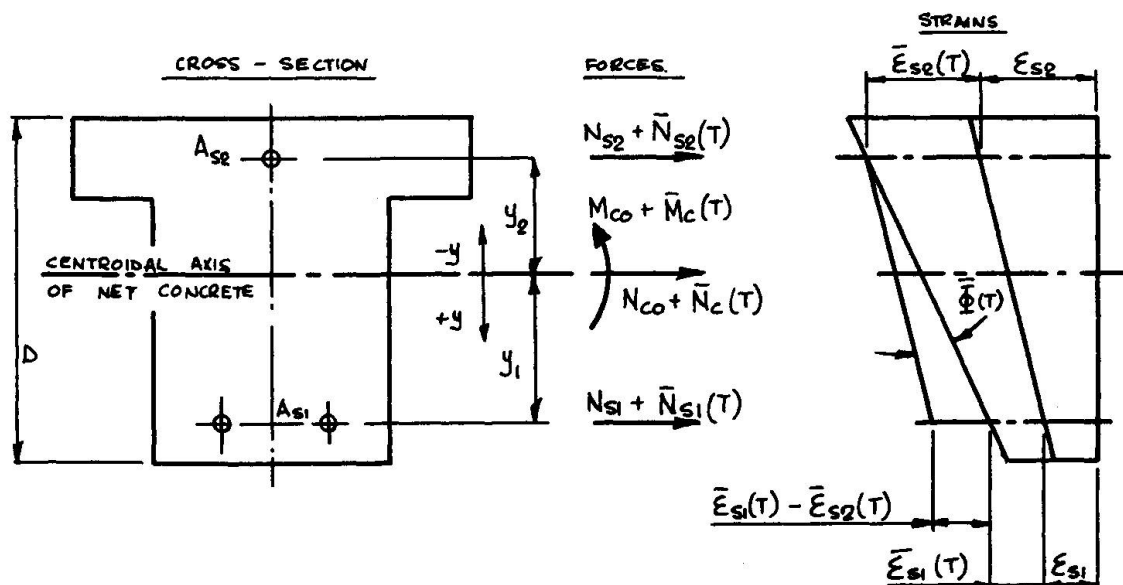 CROSS - SECTION
A_S2
y_2
-y
CENTROIDAL AXIS
OF NET CONCRETE
+y
D
y_1
A_S1
FORCES.
N_S2 + N̄_S2(T)
M_CO + M̄_C(T)
N_CO + N̄_C(T)
N_S1 + N̄_S1(T)
STRAINS
ε̄_S2(T)
ε_S2
Φ̄(T)
ε̄_S1(T) - ε̄_S2(T)
ε̄_S1(T)
ε_S1